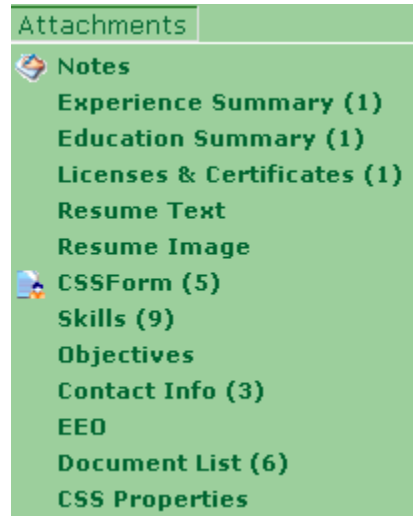 Attachments
Notes
Experience Summary (1)
Education Summary (1)
Licenses & Certificates (1)
Resume Text
Resume Image
CSSForm (5)
Skills (9)
Objectives
Contact Info (3)
EEO
Document List (6)
CSS Properties